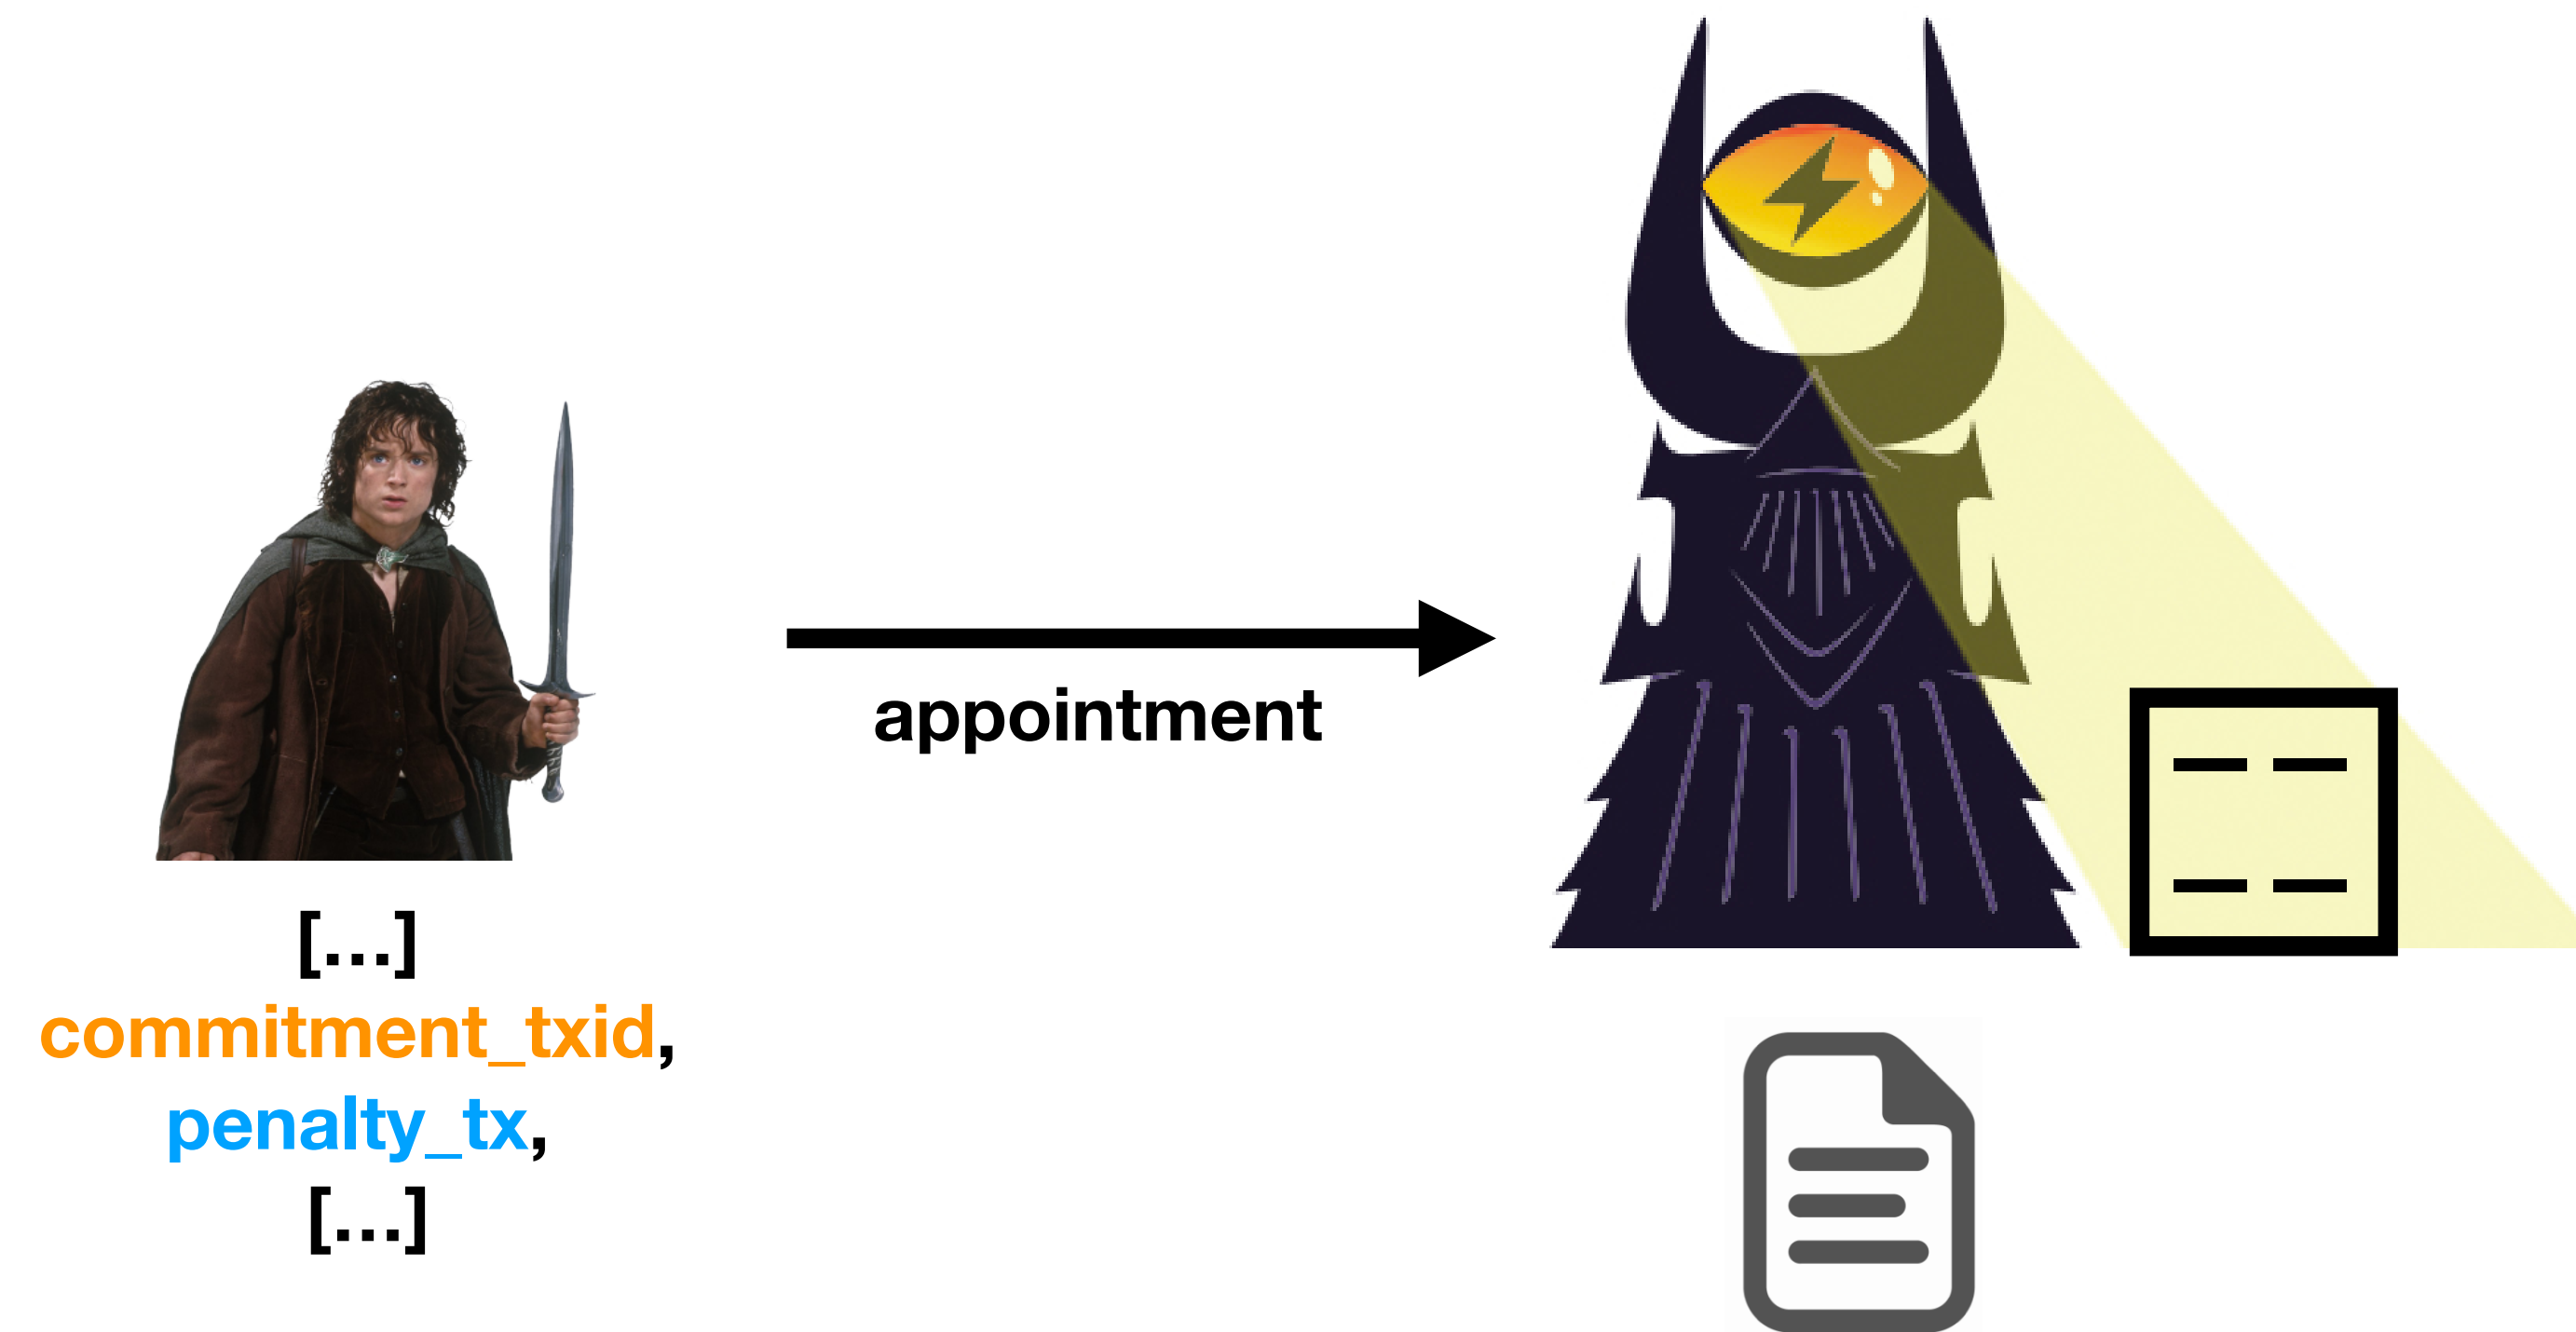 appointment
[...]
commitment_txid,
penalty_tx,
[...]